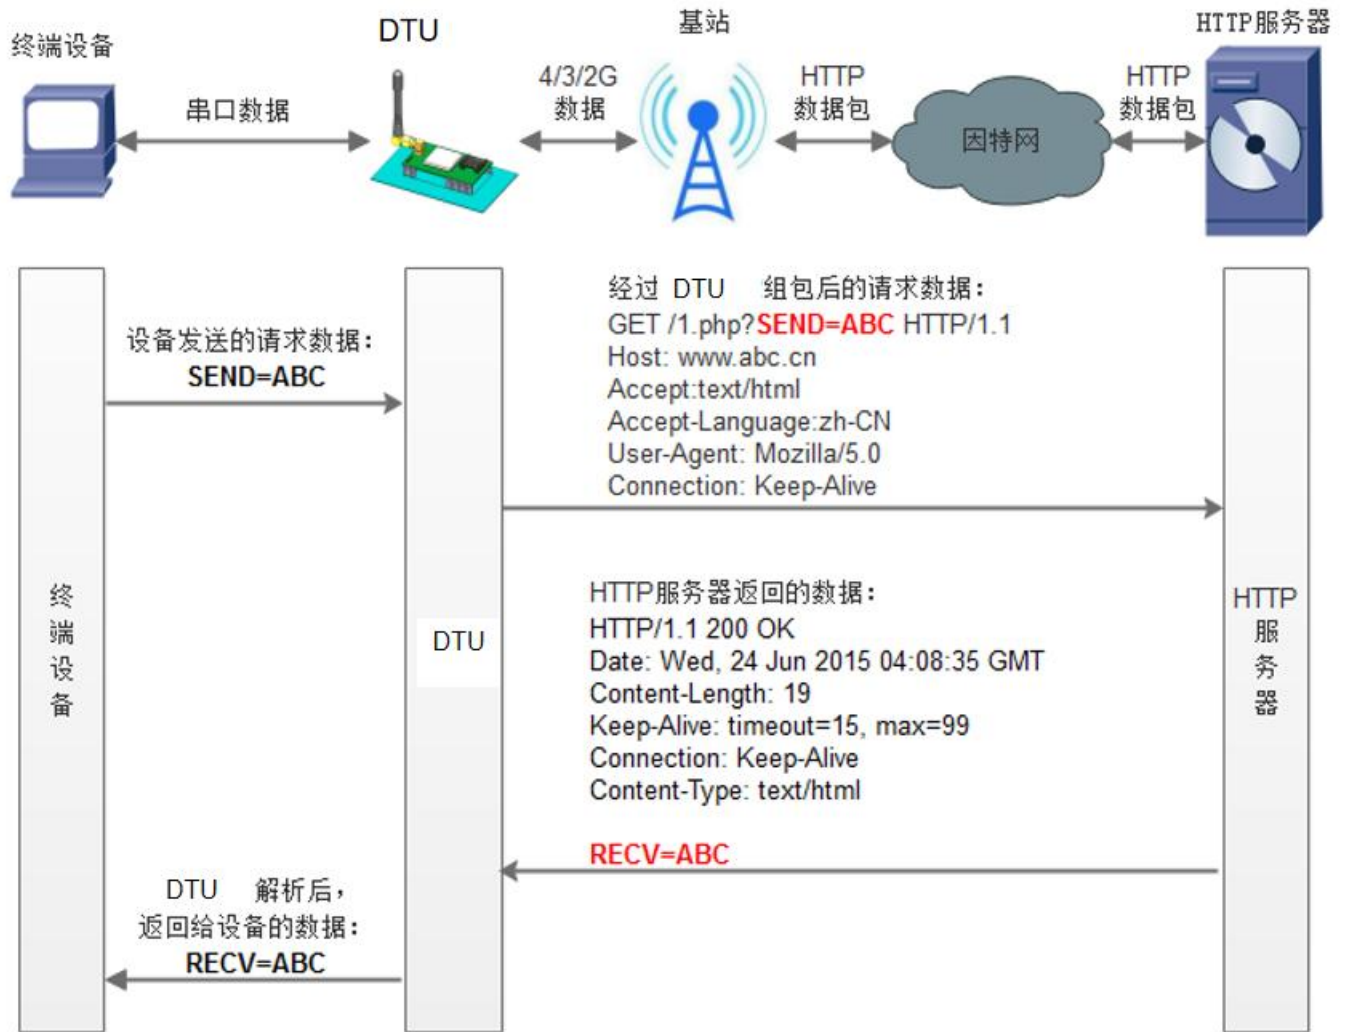 终端设备
DTU
基站
HTTP服务器
串口数据
4/3/2G
数据
HTTP
数据包
因特网
HTTP
数据包
设备发送的请求数据：
SEND=ABC
经过 DTU 组包后的请求数据：
GET /1.php?SEND=ABC HTTP/1.1
Host: www.abc.cn
Accept:text/html
Accept-Language:zh-CN
User-Agent: Mozilla/5.0
Connection: Keep-Alive
终端设备
DTU
HTTP
服务器
HTTP服务器返回的数据：
HTTP/1.1 200 OK
Date: Wed, 24 Jun 2015 04:08:35 GMT
Content-Length: 19
Keep-Alive: timeout=15, max=99
Connection: Keep-Alive
Content-Type: text/html
RECV=ABC
DTU 解析后，
返回给设备的数据：
RECV=ABC